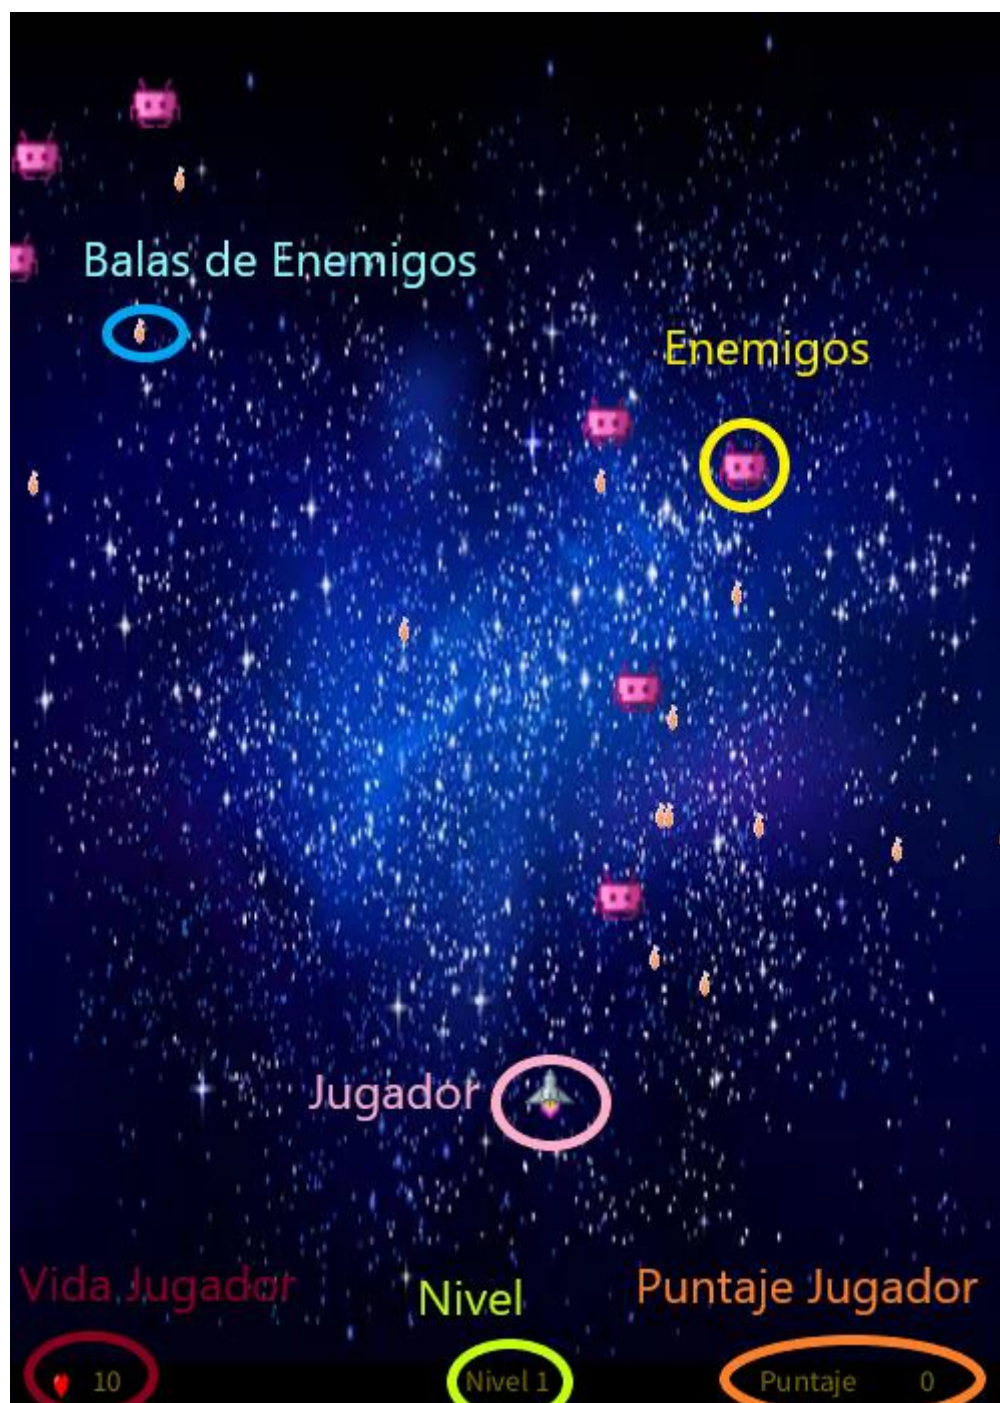 Balas de Enemigos
Enemigos
Jugador
Vida Jugador
Nivel
Puntaje Jugador
10
Nivel 1
Puntaje 0